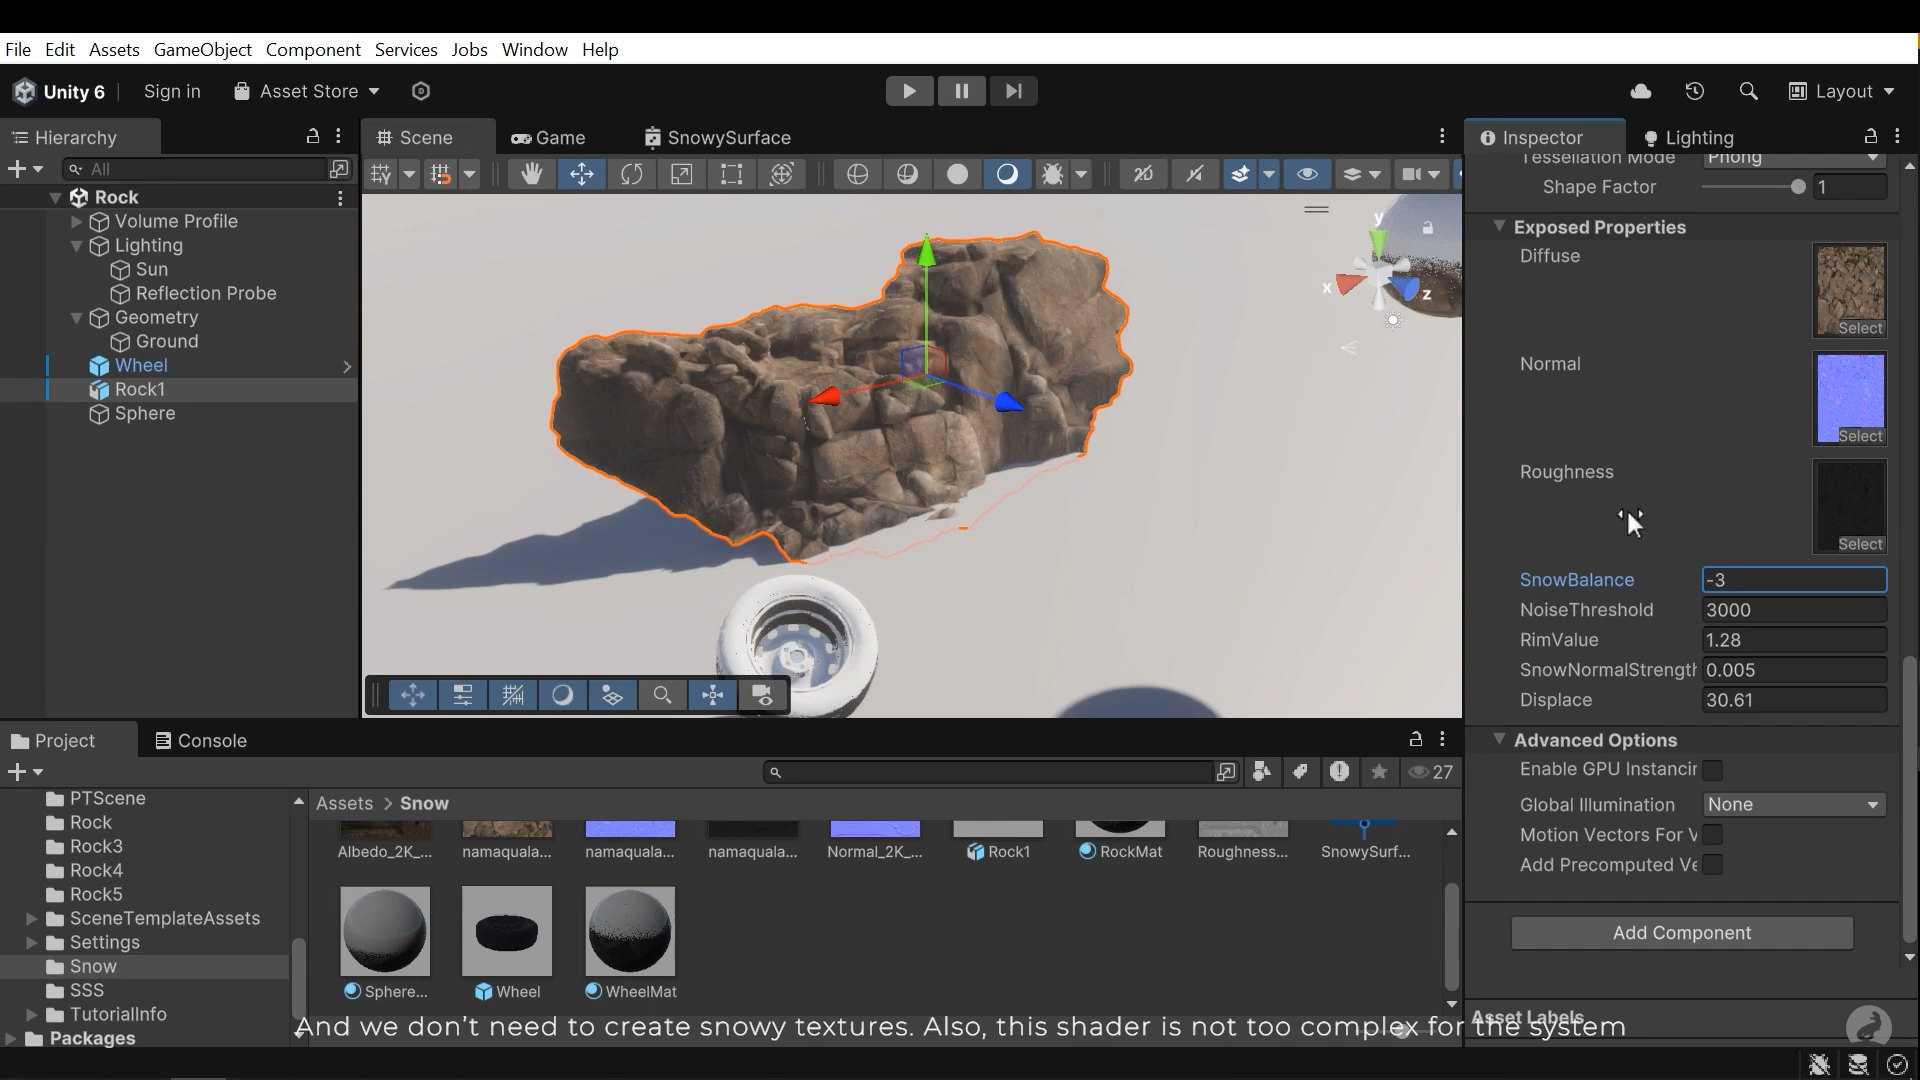 File Edit Assets GameObject Component Services Jobs Window Help
Unity 6 Sign in Asset Store Layout
Hierarchy Scene Game SnowySurface Inspector Lighting
All
Rock
Volume Profile
Lighting
Sun
Reflection Probe
Geometry
Ground
Wheel
Rock1
Sphere
y
x
z
Tessellation Mode Phong
Shape Factor 1
Exposed Properties
Diffuse
Select
Normal
Select
Roughness
Select
SnowBalance -3
NoiseThreshold 3000
RimValue 1.28
SnowNormalStrength 0.005
Displace 30.61
Advanced Options
Enable GPU Instancin
Global Illumination None
Motion Vectors For V
Add Precomputed Ve
Add Component
Asset Labels
Project Console
27
PTScene
Rock
Rock3
Rock4
Rock5
SceneTemplateAssets
Settings
Snow
SSS
TutorialInfo
Packages
Assets > Snow
Albedo_2K_... namaquala... namaquala... namaquala... Normal_2K_... Rock1 RockMat Roughness... SnowySurf...
Sphere... Wheel WheelMat
And we don't need to create snowy textures. Also, this shader is not too complex for the system